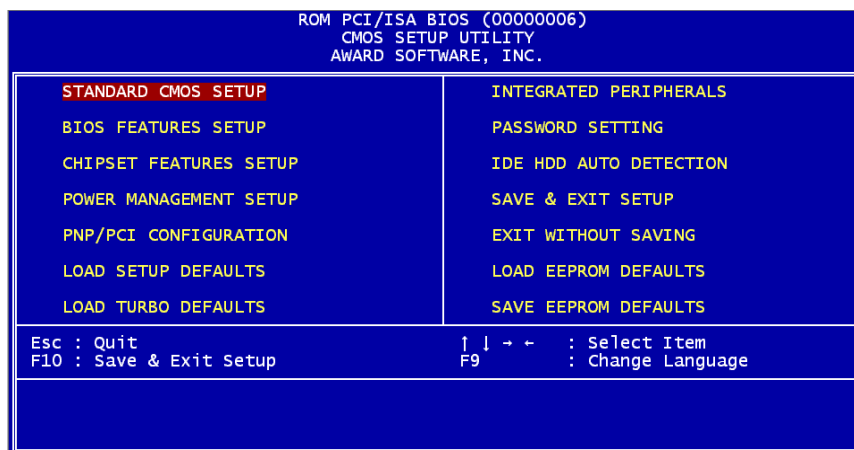 ROM PCI/ISA BIOS (00000006)
CMOS SETUP UTILITY
AWARD SOFTWARE, INC.
STANDARD CMOS SETUP
BIOS FEATURES SETUP
CHIPSET FEATURES SETUP
POWER MANAGEMENT SETUP
PNP/PCI CONFIGURATION
LOAD SETUP DEFAULTS
LOAD TURBO DEFAULTS
INTEGRATED PERIPHERALS
PASSWORD SETTING
IDE HDD AUTO DETECTION
SAVE & EXIT SETUP
EXIT WITHOUT SAVING
LOAD EEPROM DEFAULTS
SAVE EEPROM DEFAULTS
Esc : Quit
F10 : Save & Exit Setup
↑ ↓ → ← : Select Item
F9 : Change Language